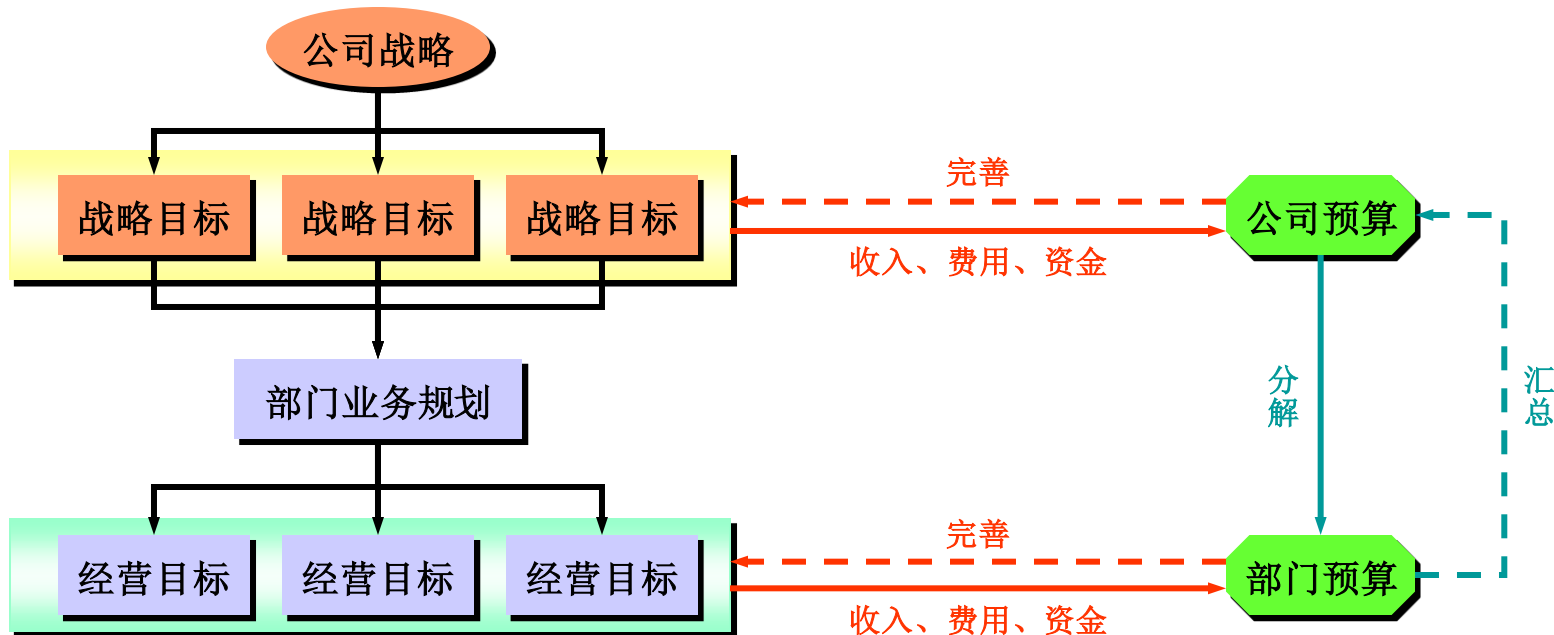 公司战略
完善
战略目标
战略目标
战略目标
公司预算
收入、费用、资金
部门业务规划
分解
汇总
完善
经营目标
经营目标
经营目标
部门预算
收入、费用、资金